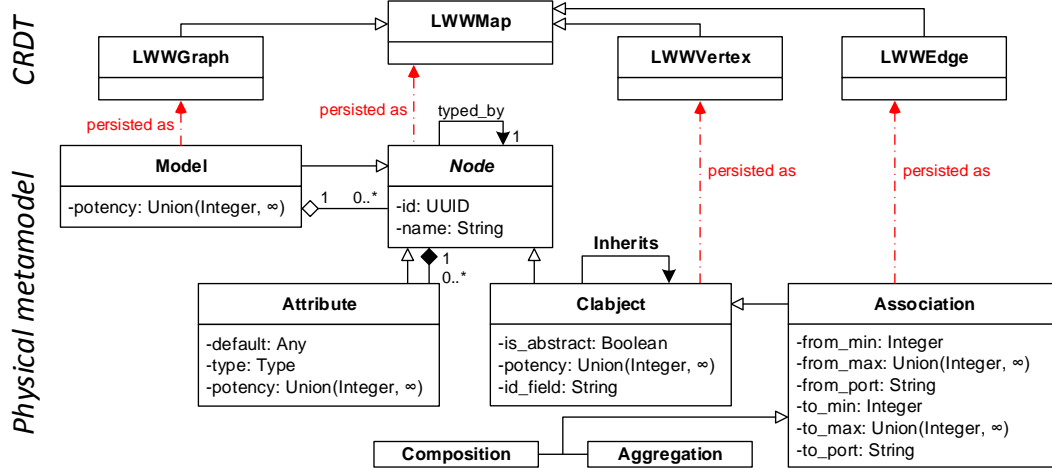 CRDT
LWWMap
LWWGraph
LWWVertex
LWWEdge
persisted as
persisted as
persisted as
persisted as
Physical metamodel
typed_by
1
Model
-potency: Union(Integer, ∞)
1
0..*
Node
-id: UUID
-name: String
1
0..*
Inherits
Attribute
-default: Any
-type: Type
-potency: Union(Integer, ∞)
Clabject
-is_abstract: Boolean
-potency: Union(Integer, ∞)
-id_field: String
Association
-from_min: Integer
-from_max: Union(Integer, ∞)
-from_port: String
-to_min: Integer
-to_max: Union(Integer, ∞)
-to_port: String
Composition
Aggregation